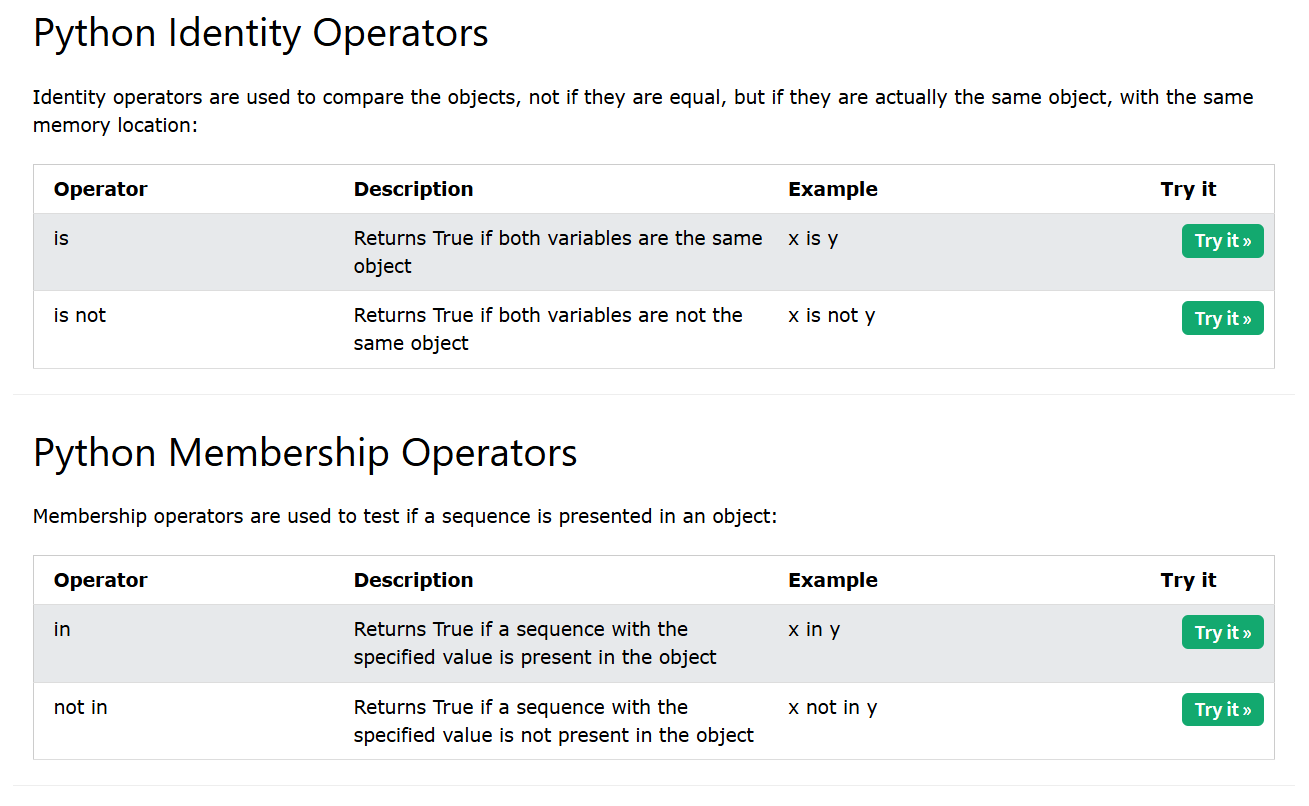 Python Identity Operators
Identity operators are used to compare the objects, not if they are equal, but if they are actually the same object, with the same
memory location:
Operator Description Example Try it
is Returns True if both variables are the same x is y Try it »
object
is not Returns True if both variables are not the x is not y Try it »
same object
Python Membership Operators
Membership operators are used to test if a sequence is presented in an object:
Operator Description Example Try it
in Returns True if a sequence with the x in y Try it »
specified value is present in the object
not in Returns True if a sequence with the x not in y Try it »
specified value is not present in the object